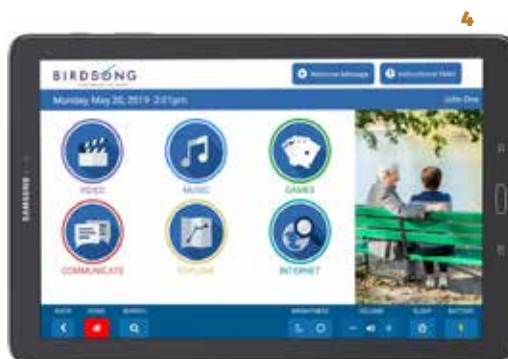 4
BIRDSONG
Welcome Message
Instructional Video
Monday, May 20, 2019 2:01pm
John Doe
VIDEO
MUSIC
GAMES
COMMUNICATE
EXPLORE
INTERNET
SAMSUNG
BACK HOME SEARCH
BRIGHTNESS VOLUME SLEEP BUTTONS